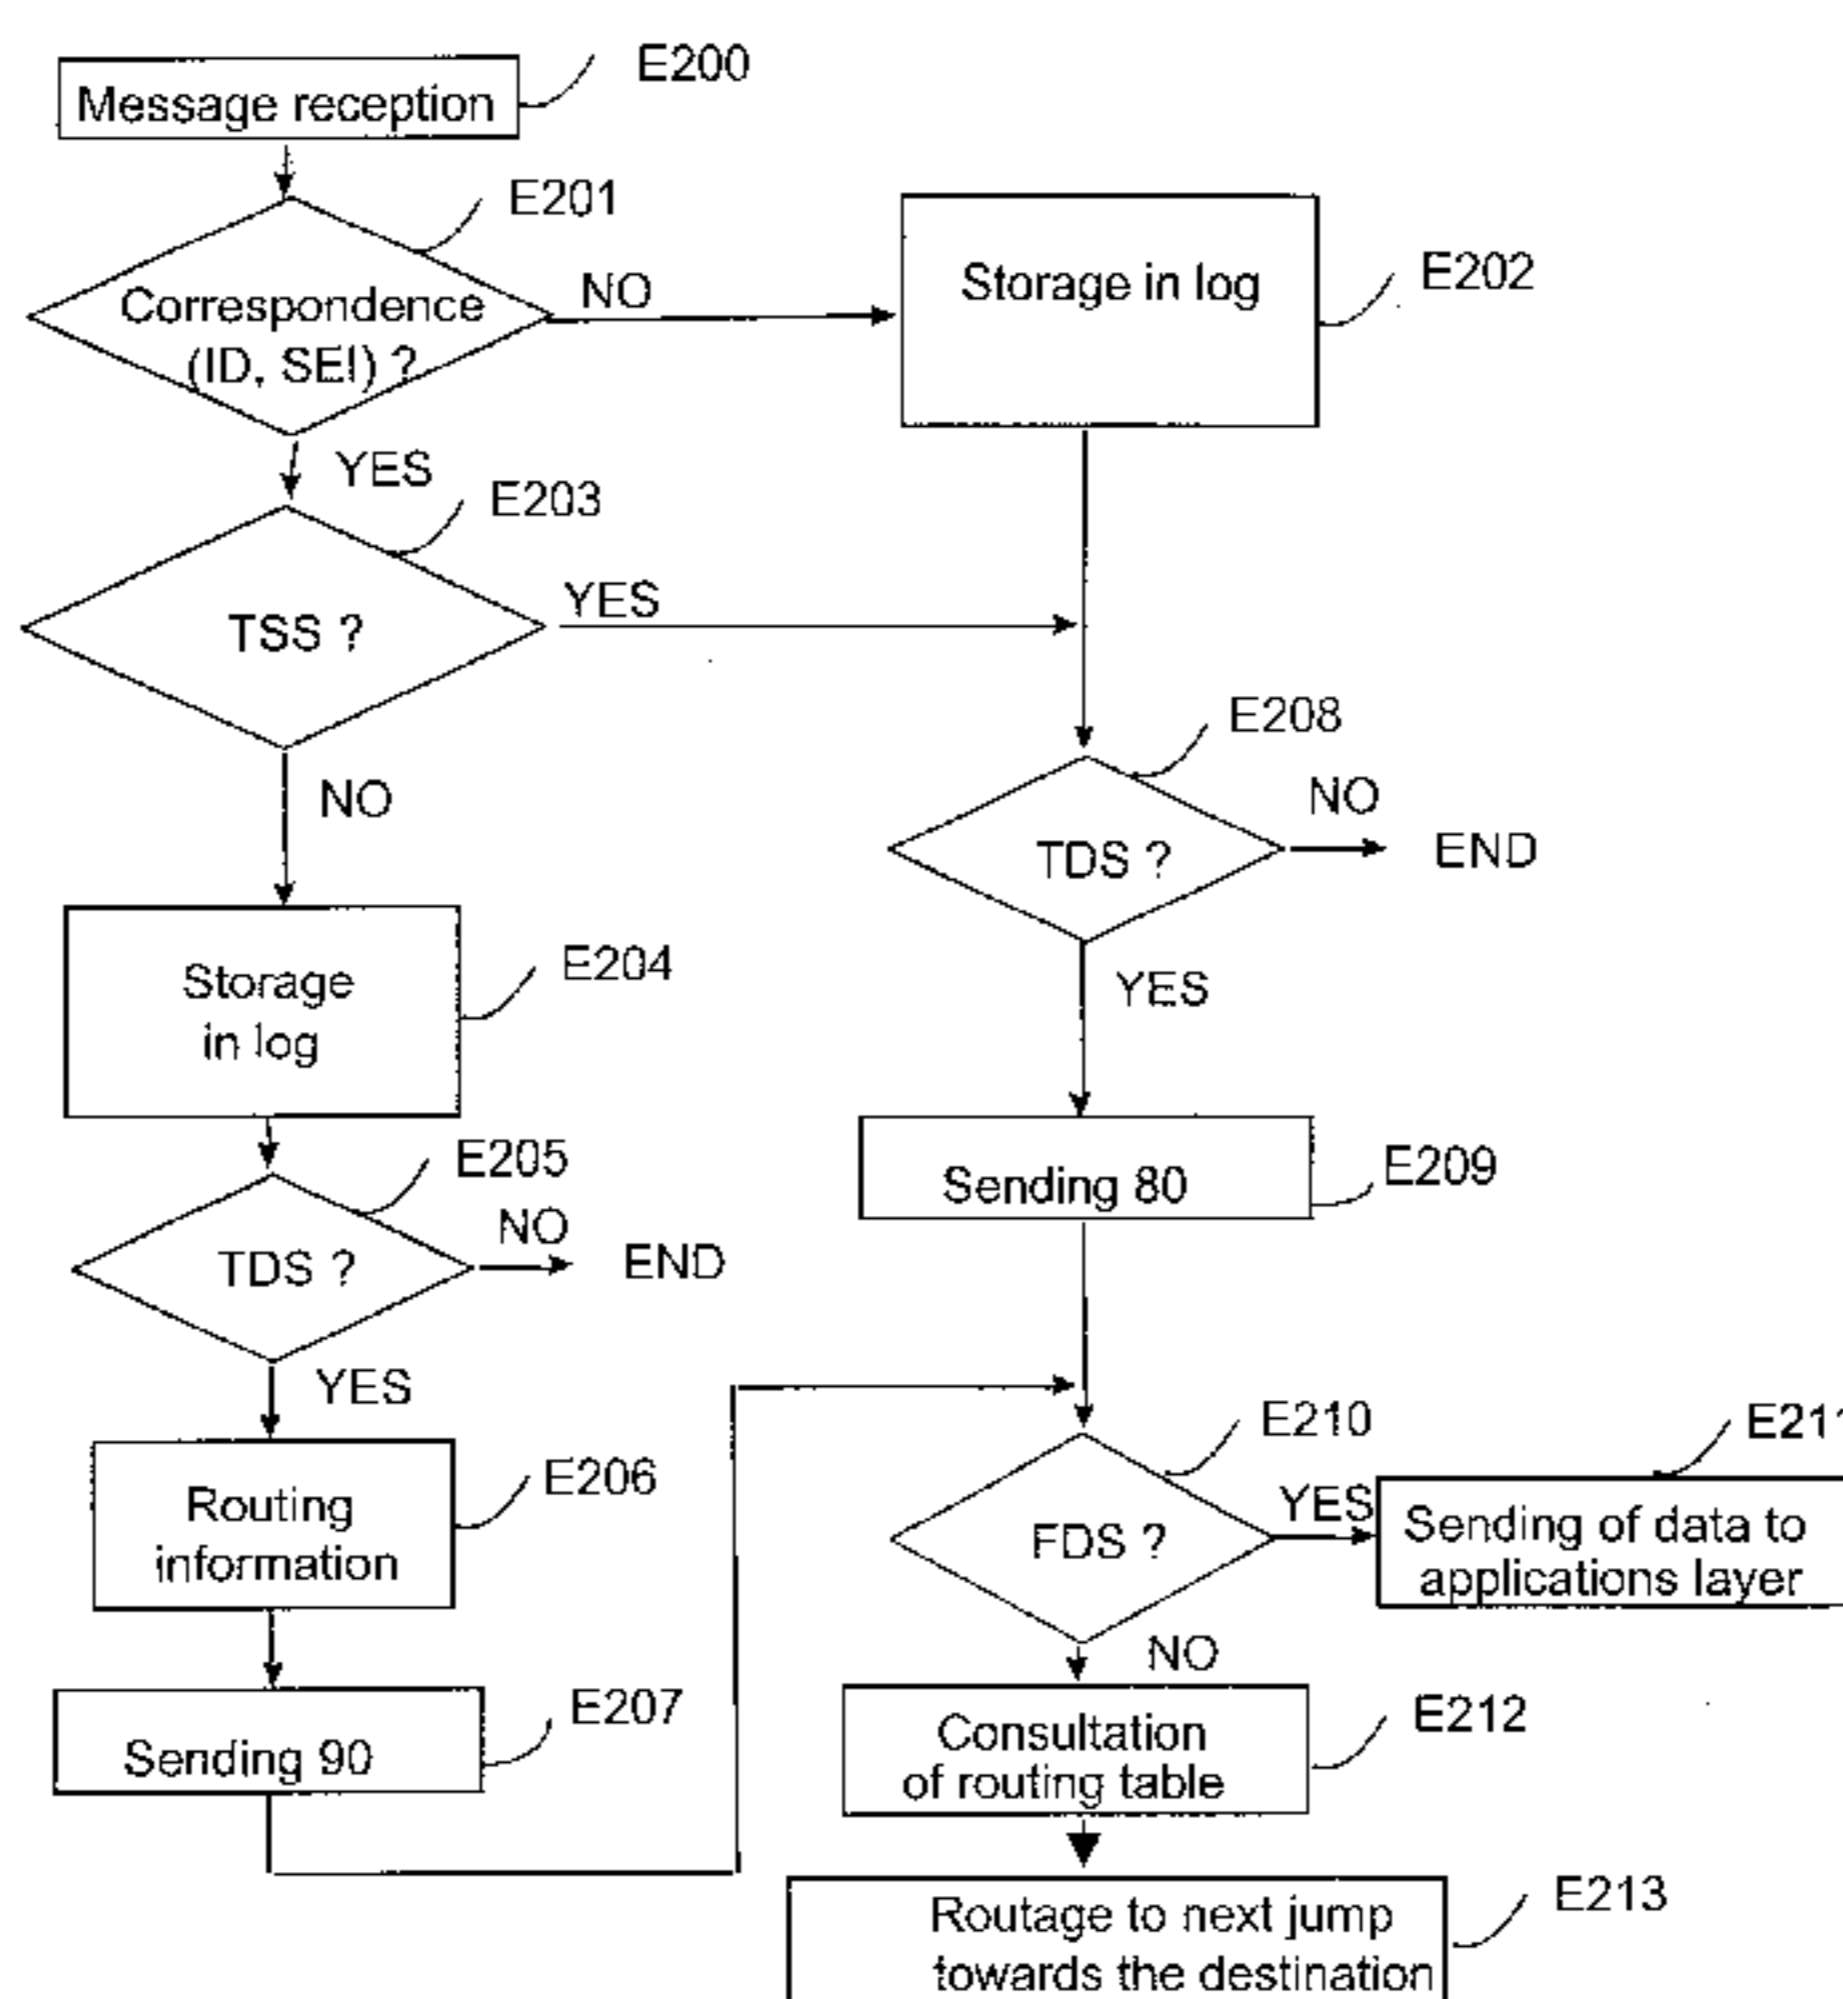 E200
Message reception
E201
Correspondence
(ID, SEI) ?
NO
Storage in log
E202
YES
E203
TSS ?
YES
NO
E208
TDS ?
NO
END
YES
Storage
in log
E204
E205
TDS ?
NO
END
YES
Sending 80
E209
Routing
information
E206
Sending 90
E207
E210
FDS ?
YES
E211
Sending of data to
applications layer
NO
Consultation
of routing table
E212
Routage to next jump
towards the destination
E213